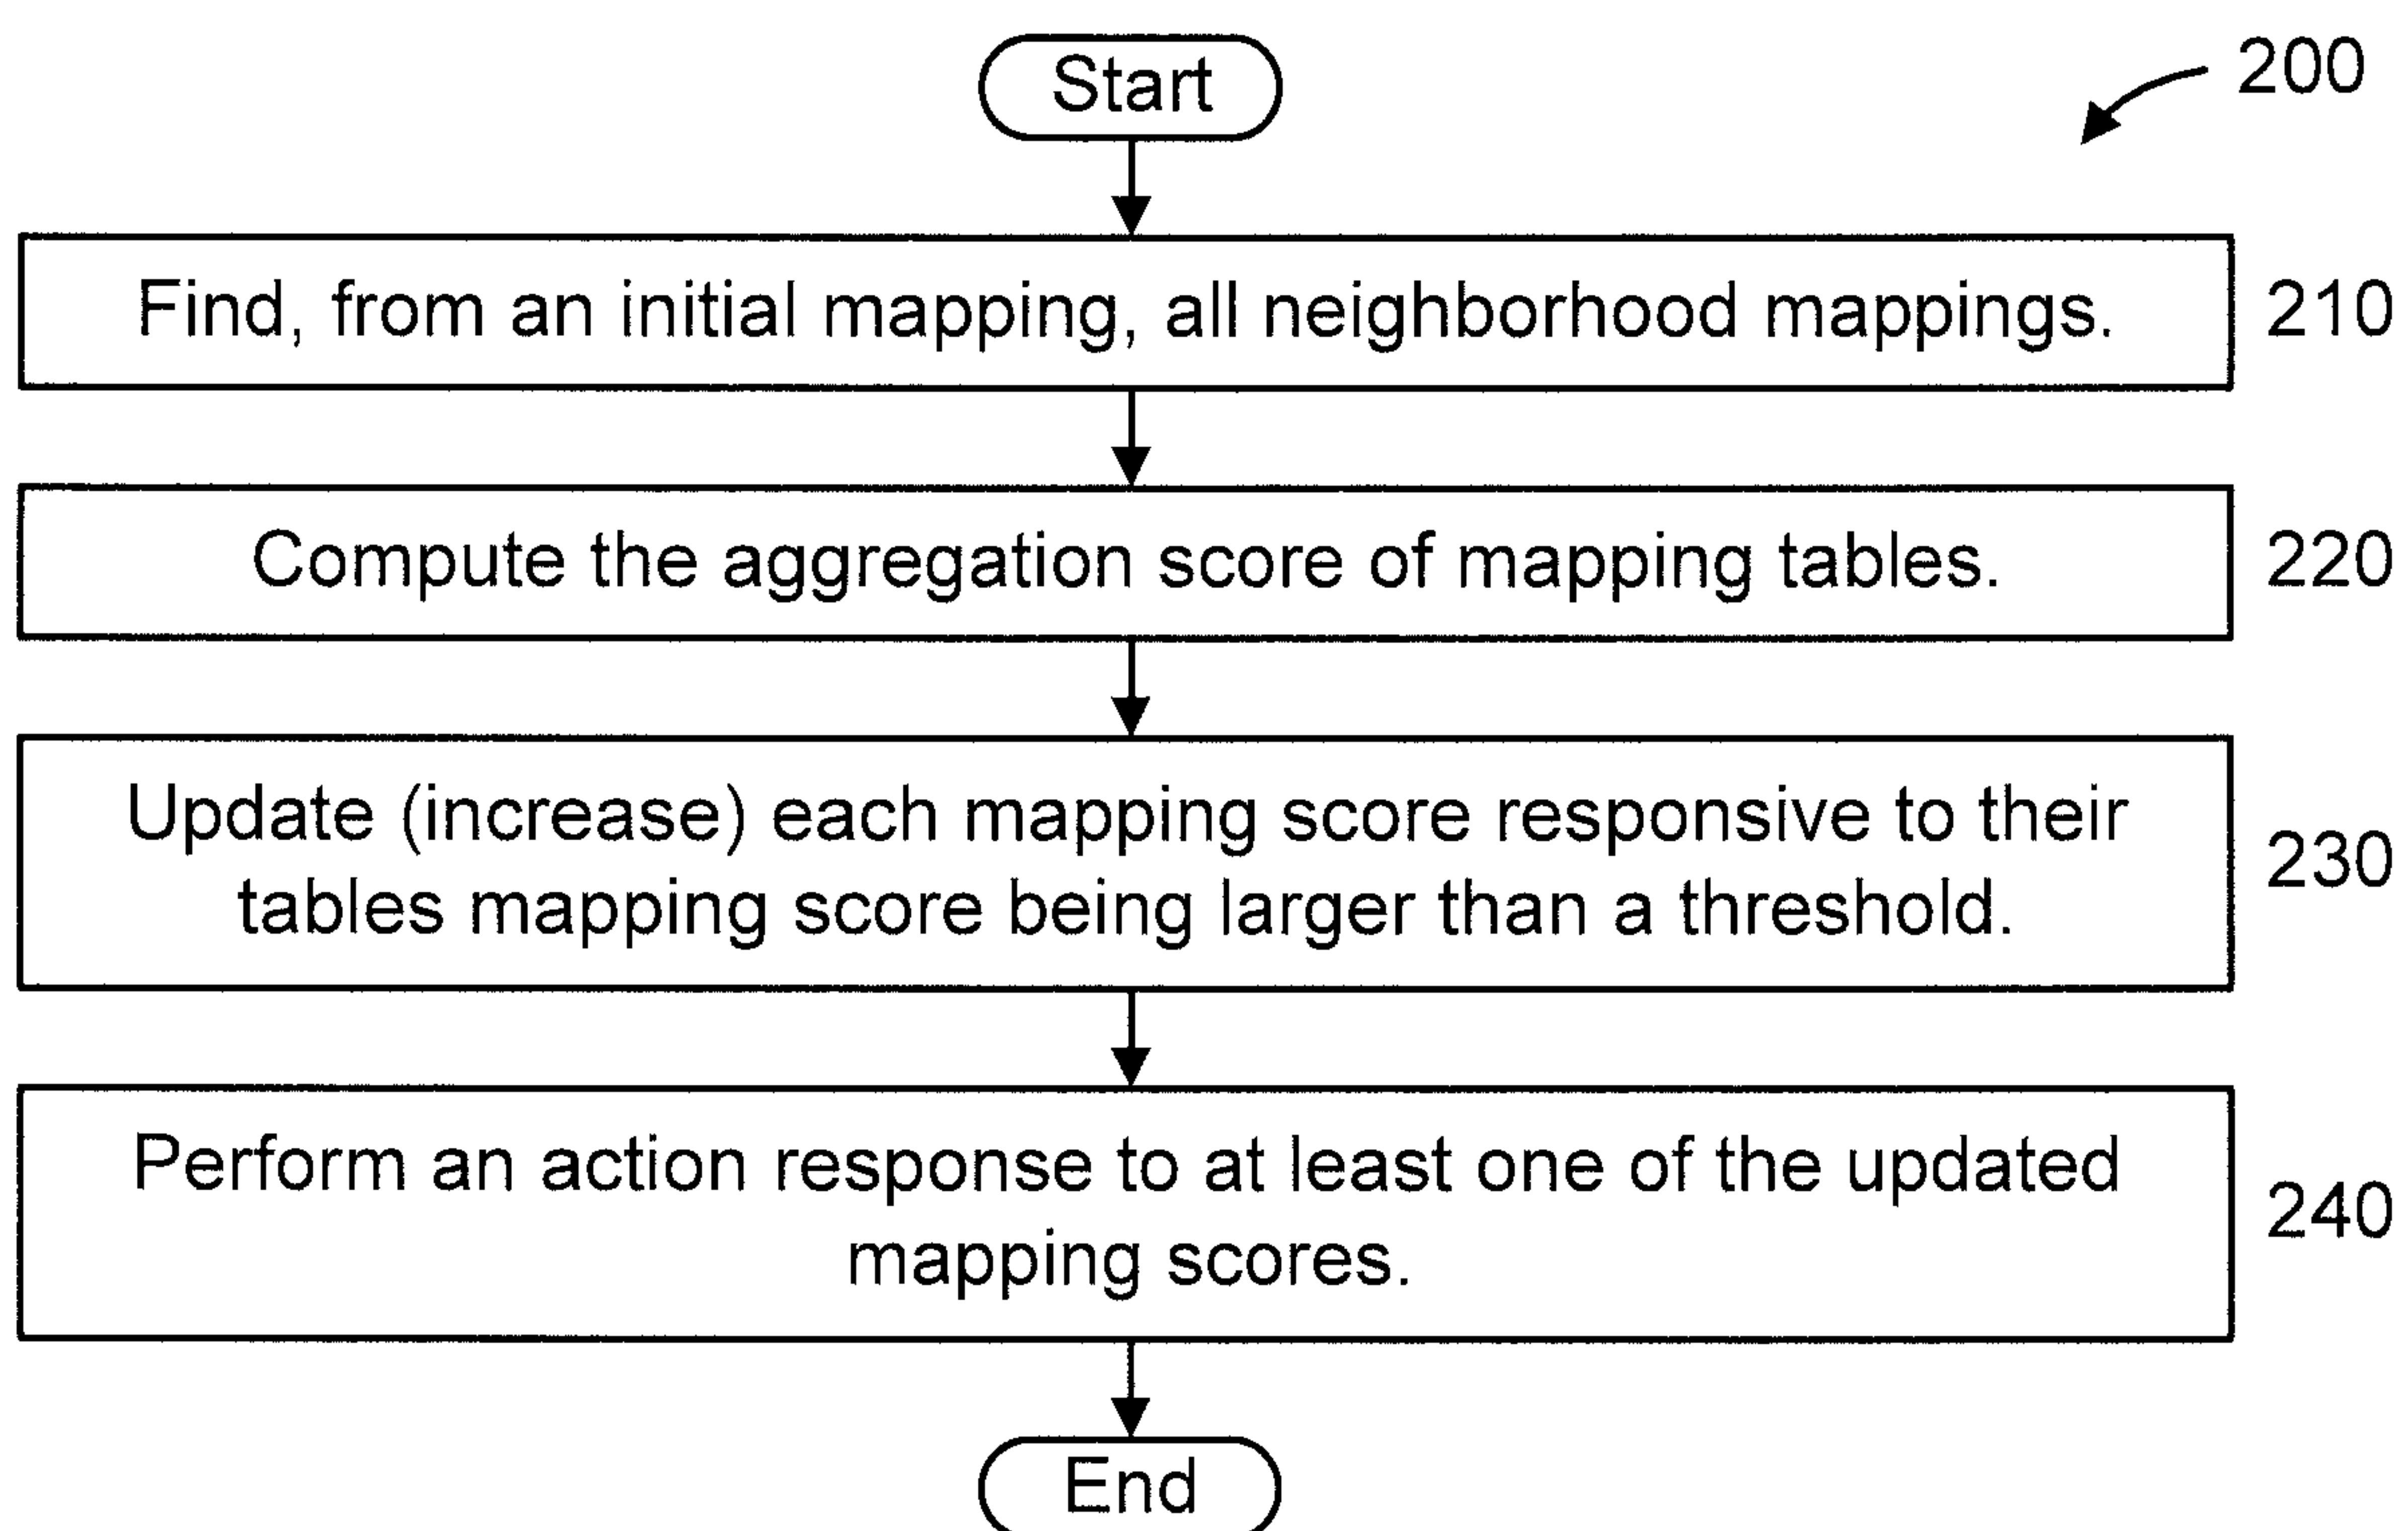 Start
200
Find, from an initial mapping, all neighborhood mappings.
210
Compute the aggregation score of mapping tables.
220
Update (increase) each mapping score responsive to their
tables mapping score being larger than a threshold.
230
Perform an action response to at least one of the updated
mapping scores.
240
End